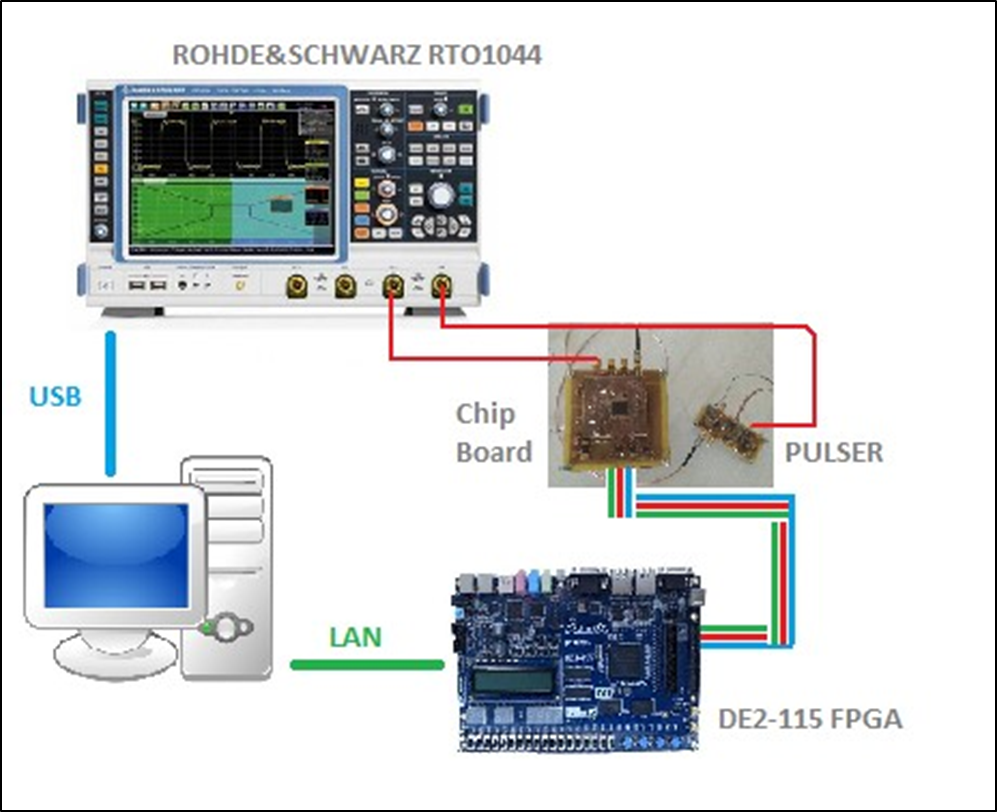 ROHDE&SCHWARZ RTO1044
USB
Chip
Board
PULSER
LAN
DE2-115 FPGA